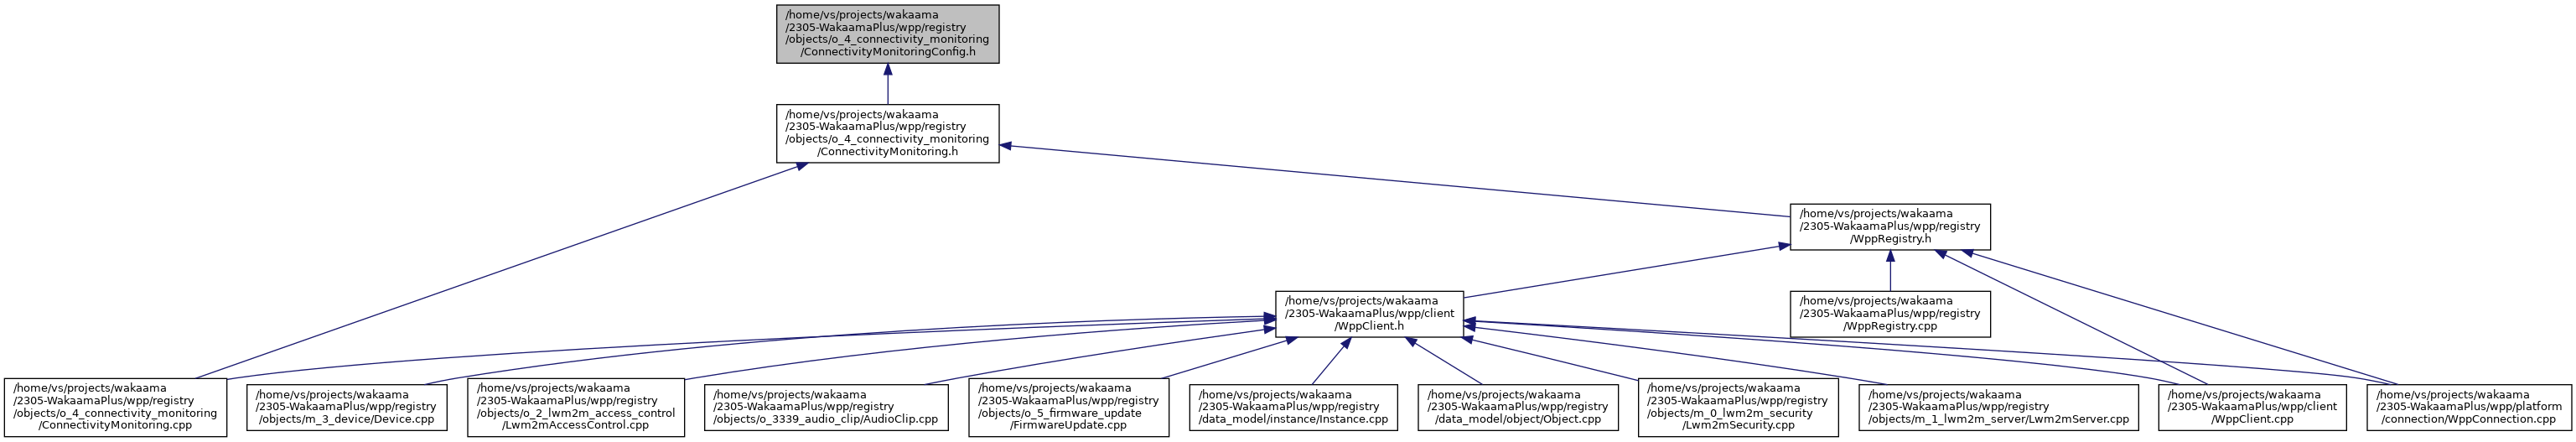 /home/vs/projects/wakaama
/2305-WakaamaPlus/wpp/registry
/objects/o_4_connectivity_monitoring
/ConnectivityMonitoringConfig.h
/home/vs/projects/wakaama
/2305-WakaamaPlus/wpp/registry
/objects/o_4_connectivity_monitoring
/ConnectivityMonitoring.h
/home/vs/projects/wakaama
/2305-WakaamaPlus/wpp/registry
/WppRegistry.h
/home/vs/projects/wakaama
/2305-WakaamaPlus/wpp/client
/WppClient.h
/home/vs/projects/wakaama
/2305-WakaamaPlus/wpp/registry
/WppRegistry.cpp
/home/vs/projects/wakaama
/2305-WakaamaPlus/wpp/registry
/objects/o_4_connectivity_monitoring
/ConnectivityMonitoring.cpp
/home/vs/projects/wakaama
/2305-WakaamaPlus/wpp/registry
/objects/m_3_device/Device.cpp
/home/vs/projects/wakaama
/2305-WakaamaPlus/wpp/registry
/objects/o_2_lwm2m_access_control
/Lwm2mAccessControl.cpp
/home/vs/projects/wakaama
/2305-WakaamaPlus/wpp/registry
/objects/o_3339_audio_clip/AudioClip.cpp
/home/vs/projects/wakaama
/2305-WakaamaPlus/wpp/registry
/objects/o_5_firmware_update
/FirmwareUpdate.cpp
/home/vs/projects/wakaama
/2305-WakaamaPlus/wpp/registry
/data_model/instance/Instance.cpp
/home/vs/projects/wakaama
/2305-WakaamaPlus/wpp/registry
/data_model/object/Object.cpp
/home/vs/projects/wakaama
/2305-WakaamaPlus/wpp/registry
/objects/m_0_lwm2m_security
/Lwm2mSecurity.cpp
/home/vs/projects/wakaama
/2305-WakaamaPlus/wpp/registry
/objects/m_1_lwm2m_server/Lwm2mServer.cpp
/home/vs/projects/wakaama
/2305-WakaamaPlus/wpp/client
/WppClient.cpp
/home/vs/projects/wakaama
/2305-WakaamaPlus/wpp/platform
/connection/WppConnection.cpp